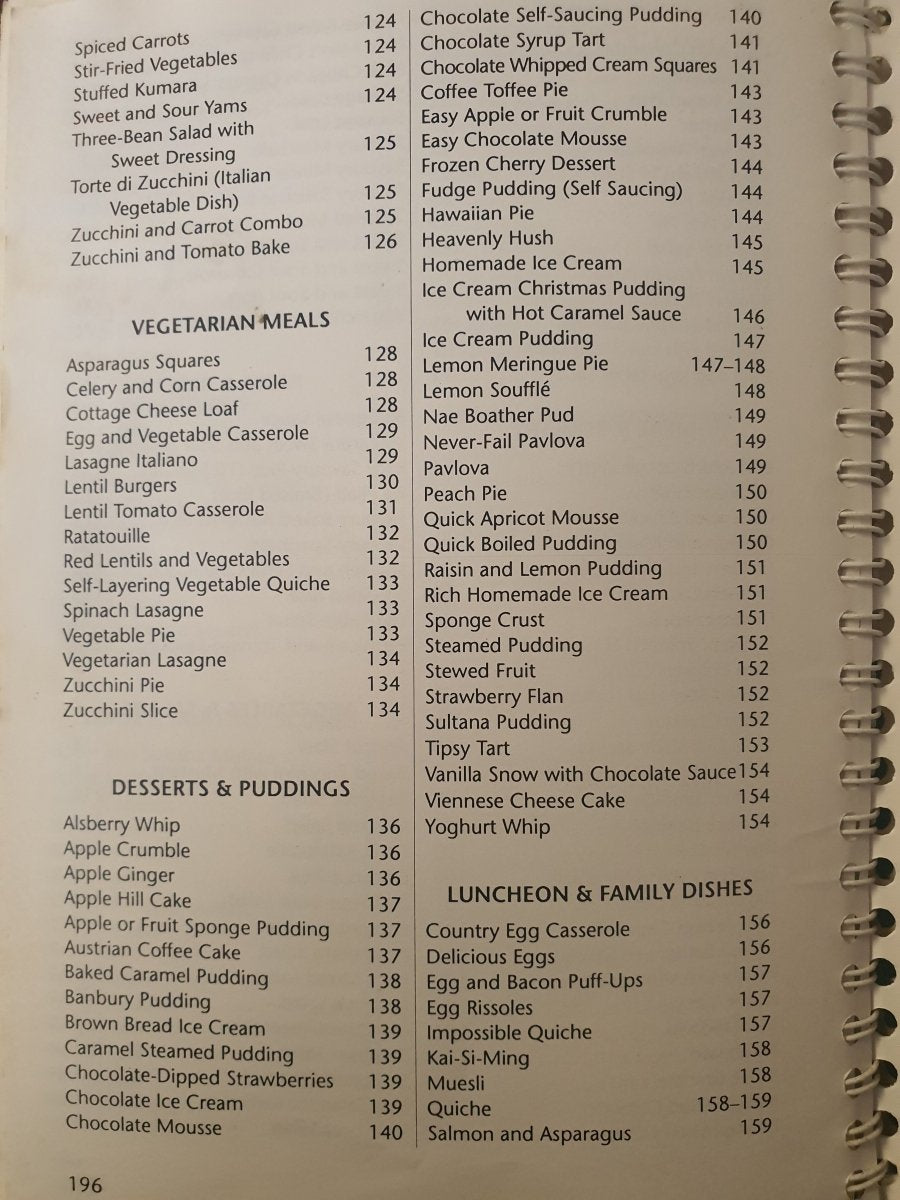 Spiced Carrots 124
Stir-Fried Vegetables 124
Stuffed Kumara 124
Sweet and Sour Yams 124
Three-Bean Salad with
Sweet Dressing 125
Torte di Zucchini (Italian
Vegetable Dish) 125
Zucchini and Carrot Combo 125
Zucchini and Tomato Bake 126
VEGETARIAN MEALS
Asparagus Squares 128
Celery and Corn Casserole 128
Cottage Cheese Loaf 128
Egg and Vegetable Casserole 129
Lasagne Italiano 129
Lentil Burgers 130
Lentil Tomato Casserole 131
Ratatouille 132
Red Lentils and Vegetables 132
Self-Layering Vegetable Quiche 133
Spinach Lasagne 133
Vegetable Pie 133
Vegetarian Lasagne 134
Zucchini Pie 134
Zucchini Slice 134
DESSERTS & PUDDINGS
Alsberry Whip 136
Apple Crumble 136
Apple Ginger 136
Apple Hill Cake 137
Apple or Fruit Sponge Pudding 137
Austrian Coffee Cake 137
Baked Caramel Pudding 138
Banbury Pudding 138
Brown Bread Ice Cream 139
Caramel Steamed Pudding 139
Chocolate-Dipped Strawberries 139
Chocolate Ice Cream 139
Chocolate Mousse 140
Chocolate Self-Saucing Pudding 140
Chocolate Syrup Tart 141
Chocolate Whipped Cream Squares 141
Coffee Toffee Pie 143
Easy Apple or Fruit Crumble 143
Easy Chocolate Mousse 143
Frozen Cherry Dessert 144
Fudge Pudding (Self Saucing) 144
Hawaiian Pie 144
Heavenly Hush 145
Homemade Ice Cream 145
Ice Cream Christmas Pudding
with Hot Caramel Sauce 146
Ice Cream Pudding 147
Lemon Meringue Pie 147–148
Lemon Soufflé 148
Nae Boather Pud 149
Never-Fail Pavlova 149
Pavlova 149
Peach Pie 150
Quick Apricot Mousse 150
Quick Boiled Pudding 150
Raisin and Lemon Pudding 151
Rich Homemade Ice Cream 151
Sponge Crust 151
Steamed Pudding 152
Stewed Fruit 152
Strawberry Flan 152
Sultana Pudding 152
Tipsy Tart 153
Vanilla Snow with Chocolate Sauce 154
Viennese Cheese Cake 154
Yoghurt Whip 154
LUNCHEON & FAMILY DISHES
Country Egg Casserole 156
Delicious Eggs 156
Egg and Bacon Puff-Ups 157
Egg Rissoles 157
Impossible Quiche 157
Kai-Si-Ming 158
Muesli 158
Quiche 158–159
Salmon and Asparagus 159
196